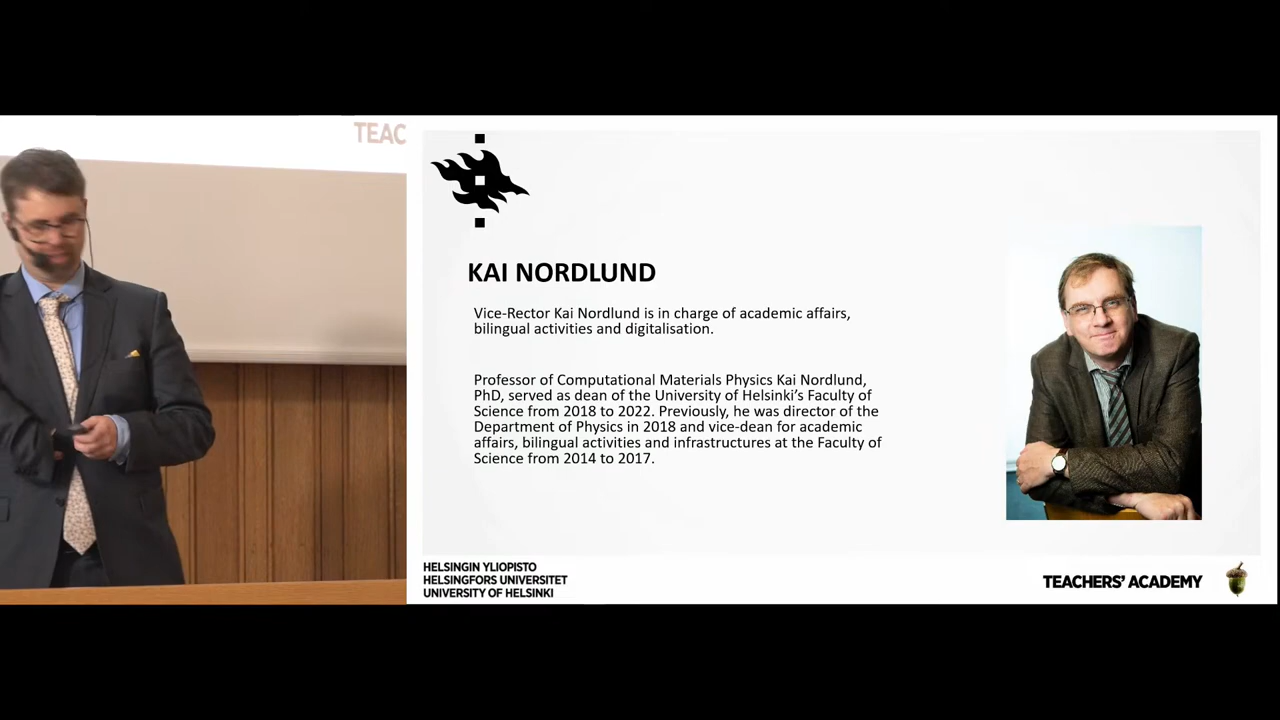 TEAC
KAI NORDLUND
Vice-Rector Kai Nordlund is in charge of academic affairs,
bilingual activities and digitalisation.
Professor of Computational Materials Physics Kai Nordlund,
PhD, served as dean of the University of Helsinki's Faculty of
Science from 2018 to 2022. Previously, he was director of the
Department of Physics in 2018 and vice-dean for academic
affairs, bilingual activities and infrastructures at the Faculty of
Science from 2014 to 2017.
HELSINGIN YLIOPISTO
HELSINGFORS UNIVERSITET
UNIVERSITY OF HELSINKI
TEACHERS' ACADEMY